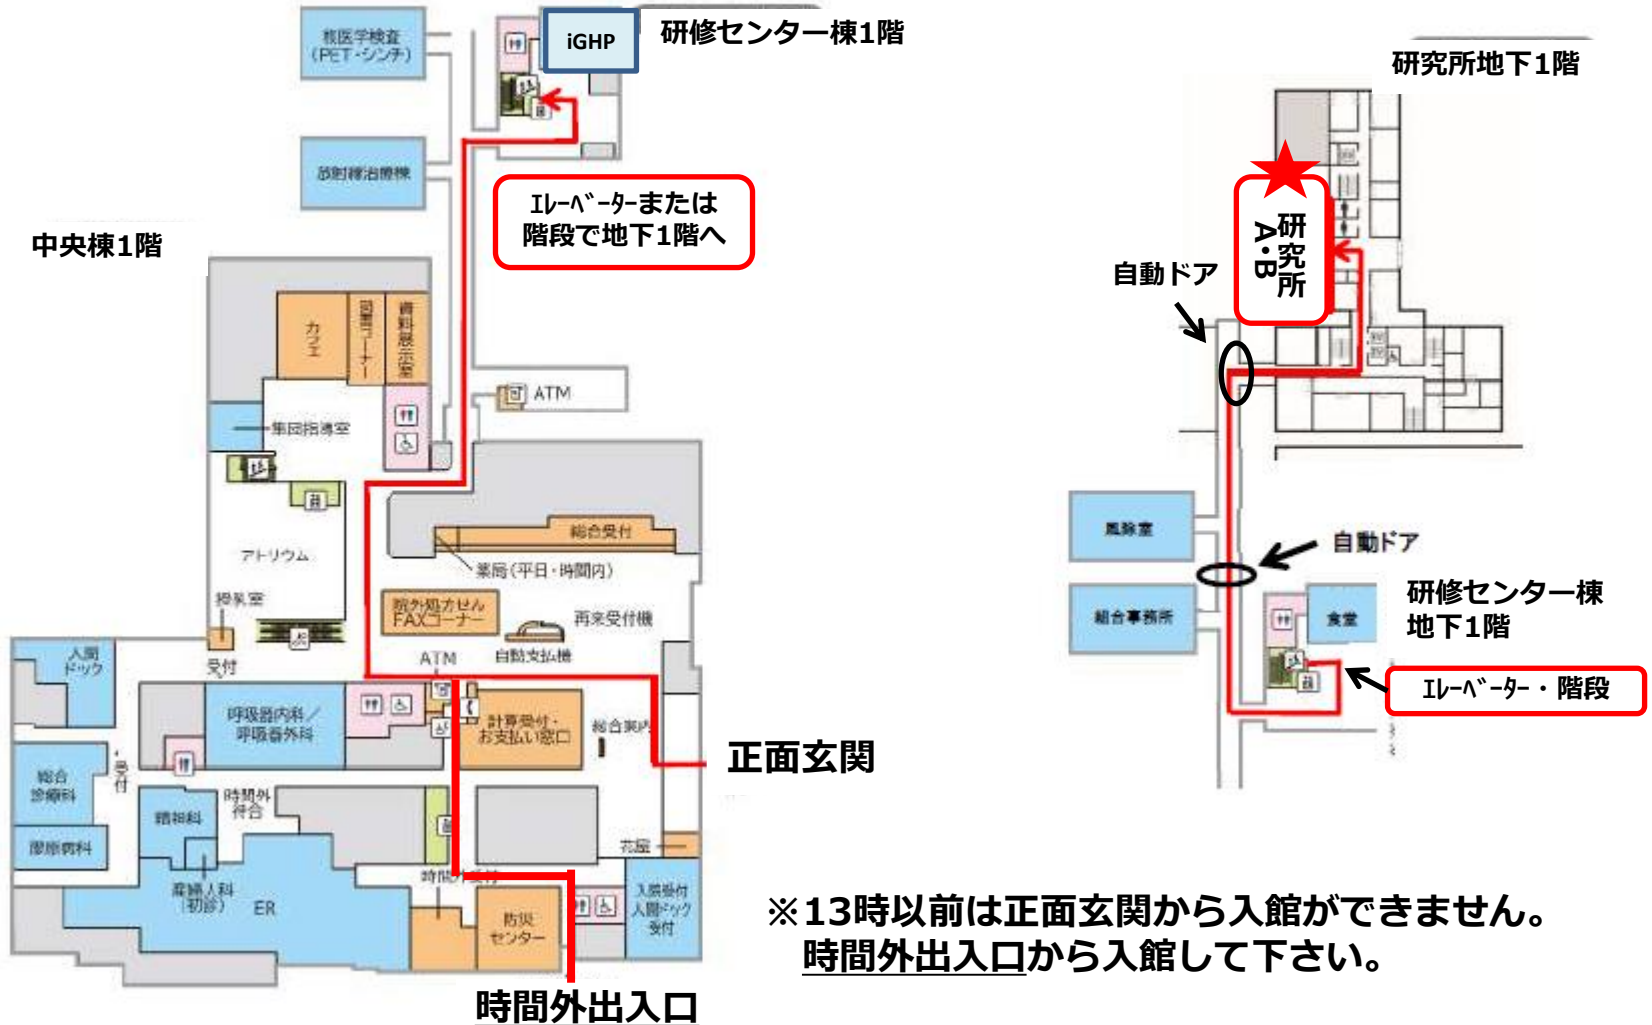 核医学検査
(PET・シンチ)
iGHP
研修センター棟1階
放射線治療棟
ｴﾚｰﾍﾞｰﾀｰまたは
階段で地下1階へ
中央棟1階
カフェ
図書コーナー
資料展示室
ATM
集団指導室
アトリウム
総合受付
薬局(平日・時間内)
授乳室
院外処方せん
FAXコーナー
再来受付機
自動支払機
ATM
人間
ドック
受付
呼吸器内科/
呼吸器外科
計算受付・
お支払い窓口
総合案内
正面玄関
総合
診療科
受付
時間外
待合
精神科
膠原病科
産婦人科
(初診)
ER
時間外受付
花屋
防災
センター
入院受付
人間ドック
受付
時間外出入口
研究所地下1階
研究所
A・B
自動ドア
風除室
自動ドア
組合事務所
食堂
研修センター棟
地下1階
ｴﾚｰﾍﾞｰﾀｰ・階段
※13時以前は正面玄関から入館ができません。
時間外出入口から入館して下さい。